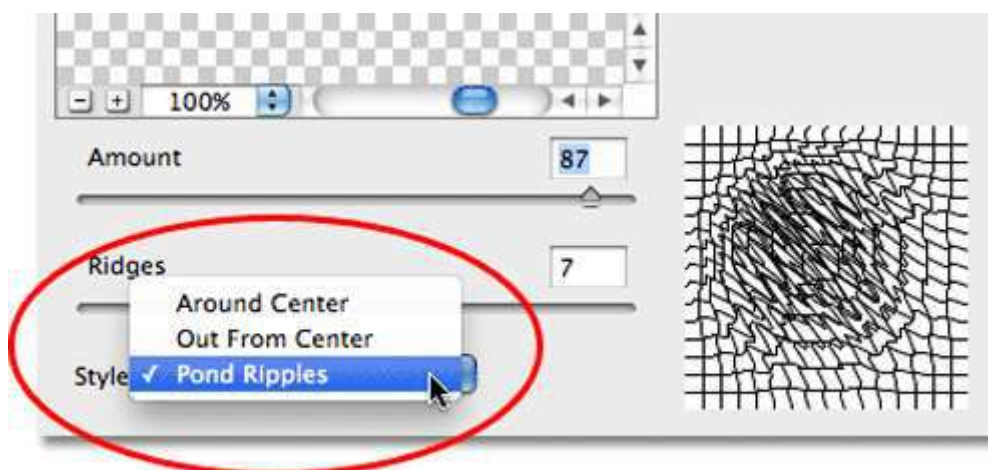 100%
Amount 87
Ridges 7
Around Center
Out From Center
Style ✓ Pond Ripples